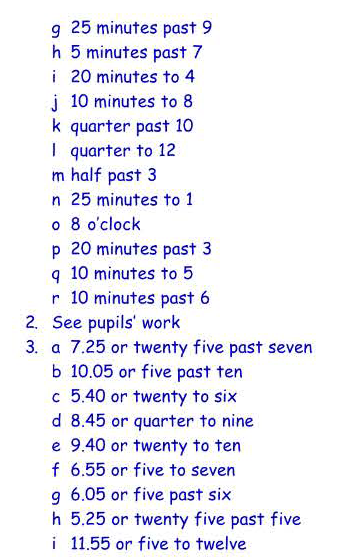 g 25 minutes past 9
h 5 minutes past 7
i 20 minutes to 4
j 10 minutes to 8
k quarter past 10
l quarter to 12
m half past 3
n 25 minutes to 1
o 8 o'clock
p 20 minutes past 3
q 10 minutes to 5
r 10 minutes past 6
2. See pupils' work
3. a 7.25 or twenty five past seven
b 10.05 or five past ten
c 5.40 or twenty to six
d 8.45 or quarter to nine
e 9.40 or twenty to ten
f 6.55 or five to seven
g 6.05 or five past six
h 5.25 or twenty five past five
i 11.55 or five to twelve